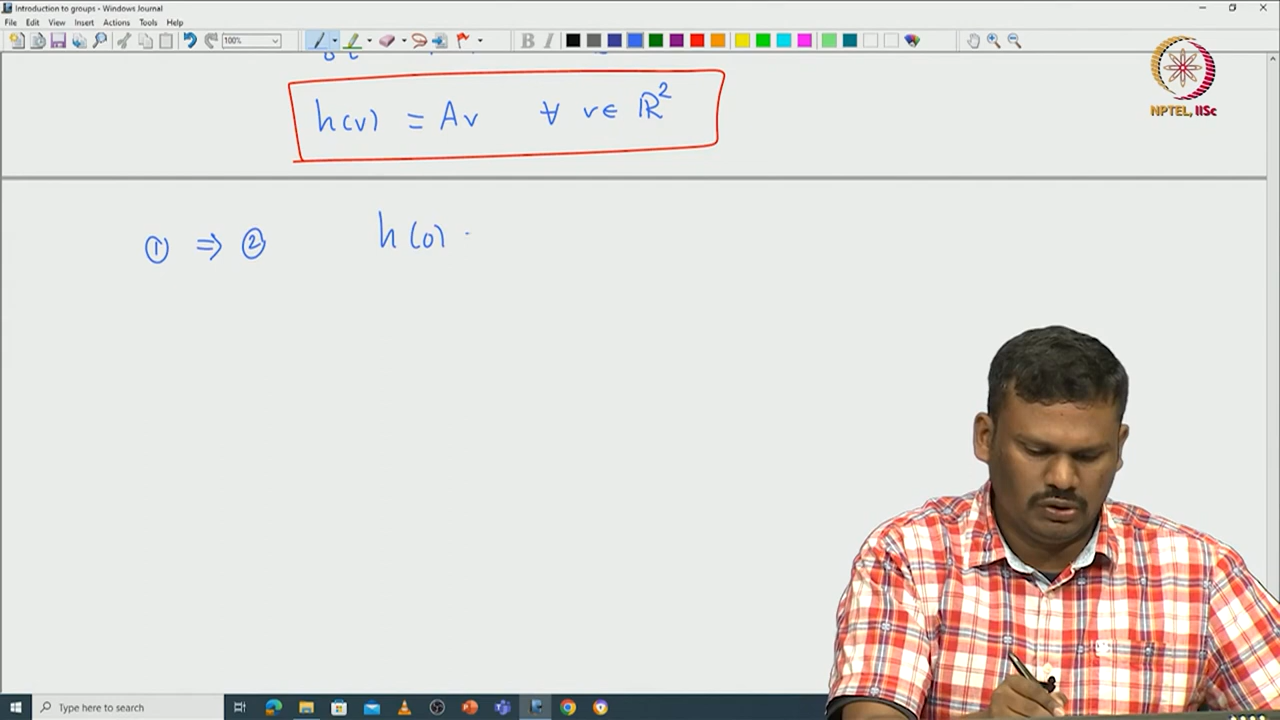 Introduction to groups - Windows Journal
File Edit View Insert Actions Tools Help
100%
B I
NPTEL, IISc
h(v) = Av ∀ v ∈ ℝ²
① ⇒ ② h(0)
Type here to search